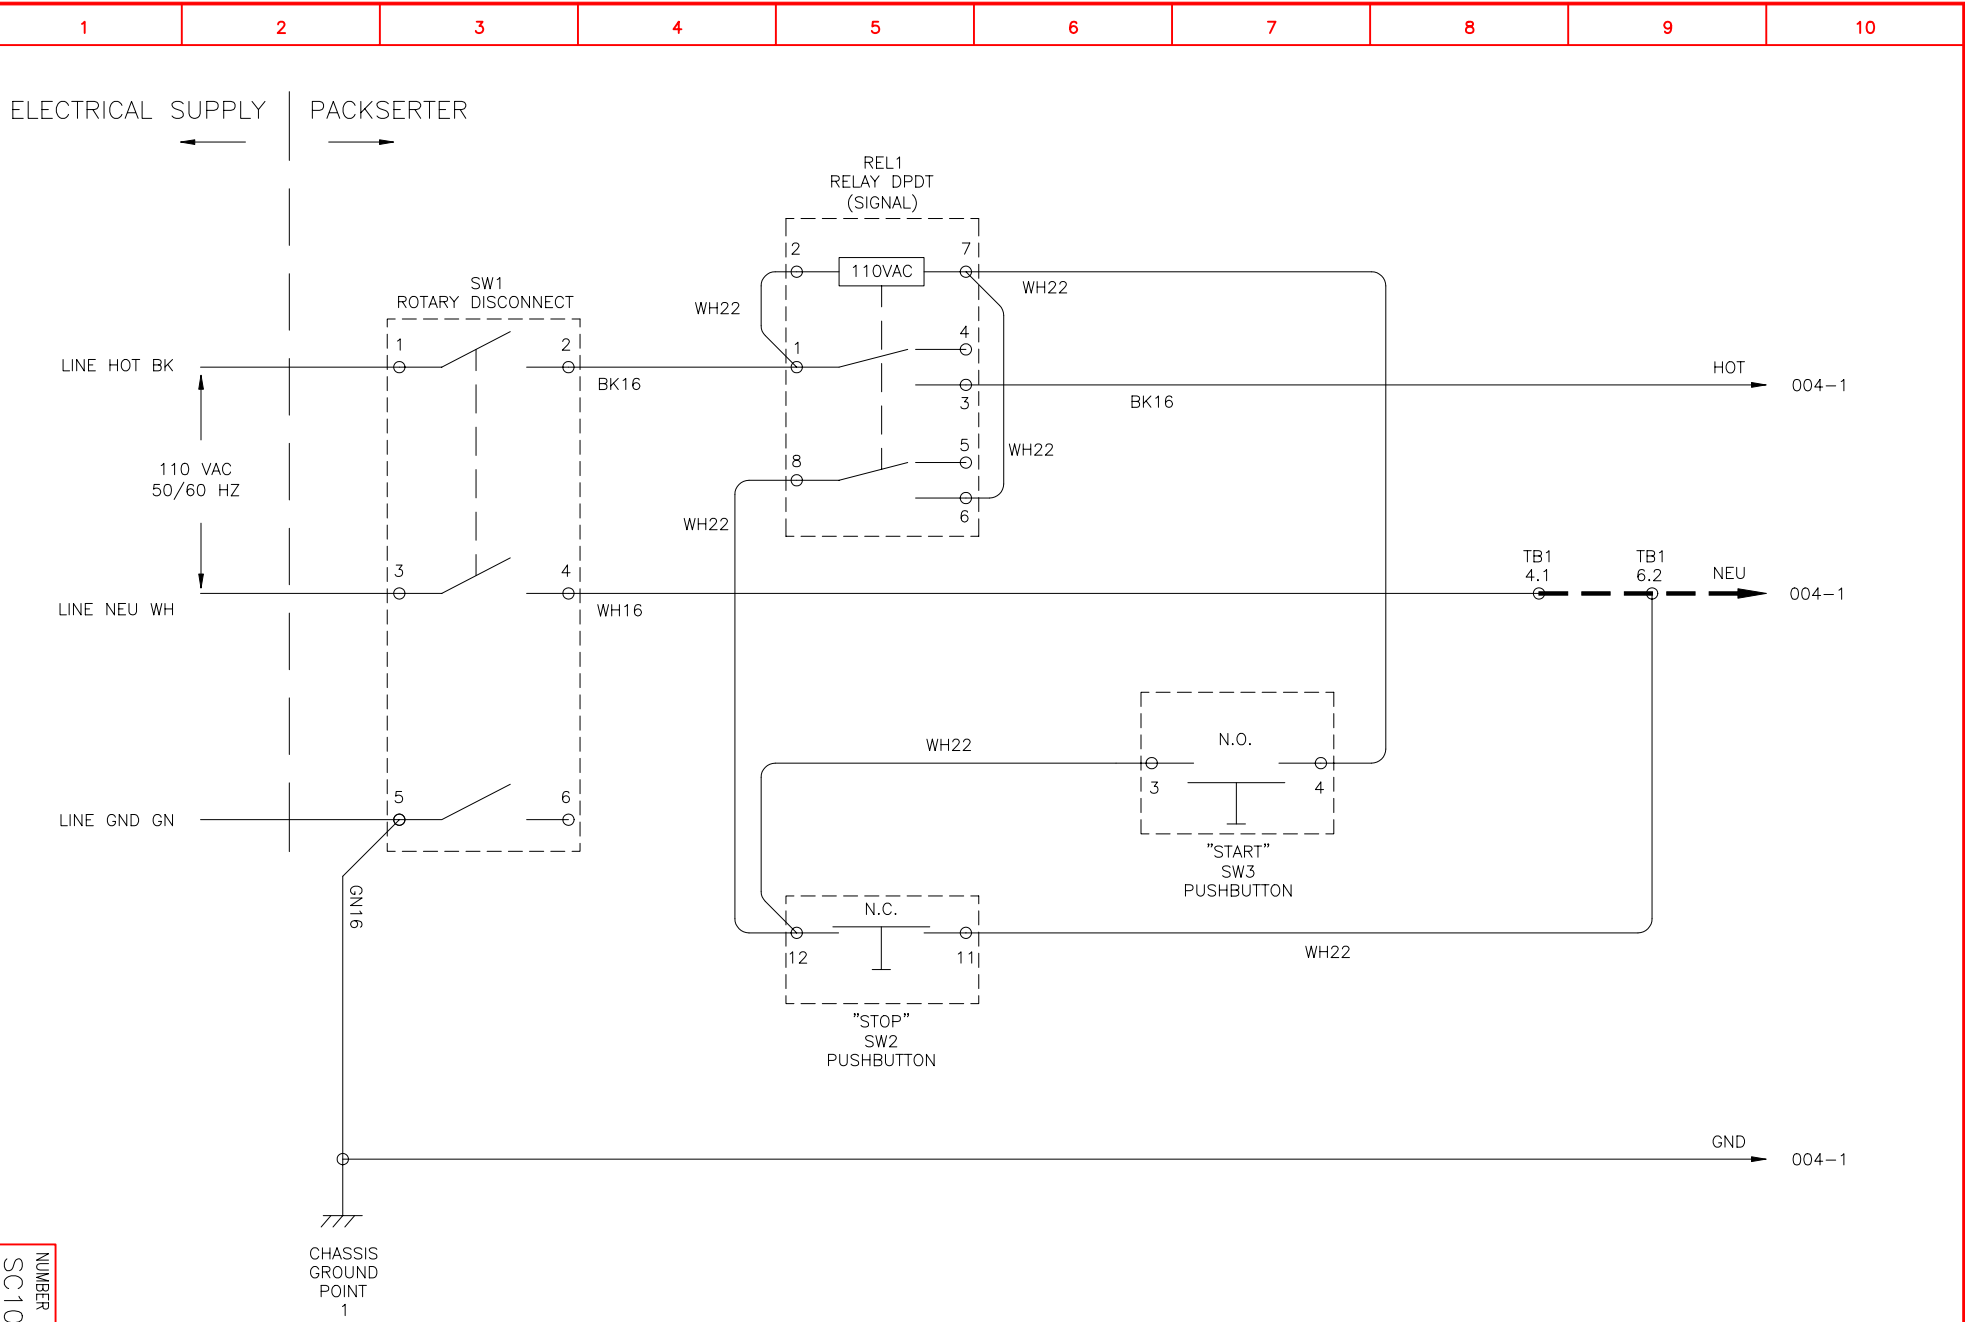 1 2 3 4 5 6 7 8 9 10
ELECTRICAL SUPPLY
PACKSERTER
REL1
RELAY DPDT
(SIGNAL)
2
7
110VAC
WH22
WH22
SW1
ROTARY DISCONNECT
1
2
LINE HOT BK
BK16
1
4
3
HOT
004-1
BK16
110 VAC
50/60 HZ
8
5
WH22
6
WH22
3
4
LINE NEU WH
WH16
TB1
4.1
TB1
6.2
NEU
004-1
5
6
LINE GND GN
GN16
WH22
N.O.
3
4
"START"
SW3
PUSHBUTTON
N.C.
12
11
WH22
"STOP"
SW2
PUSHBUTTON
GND
004-1
CHASSIS
GROUND
POINT
1
NUMBER
SC10